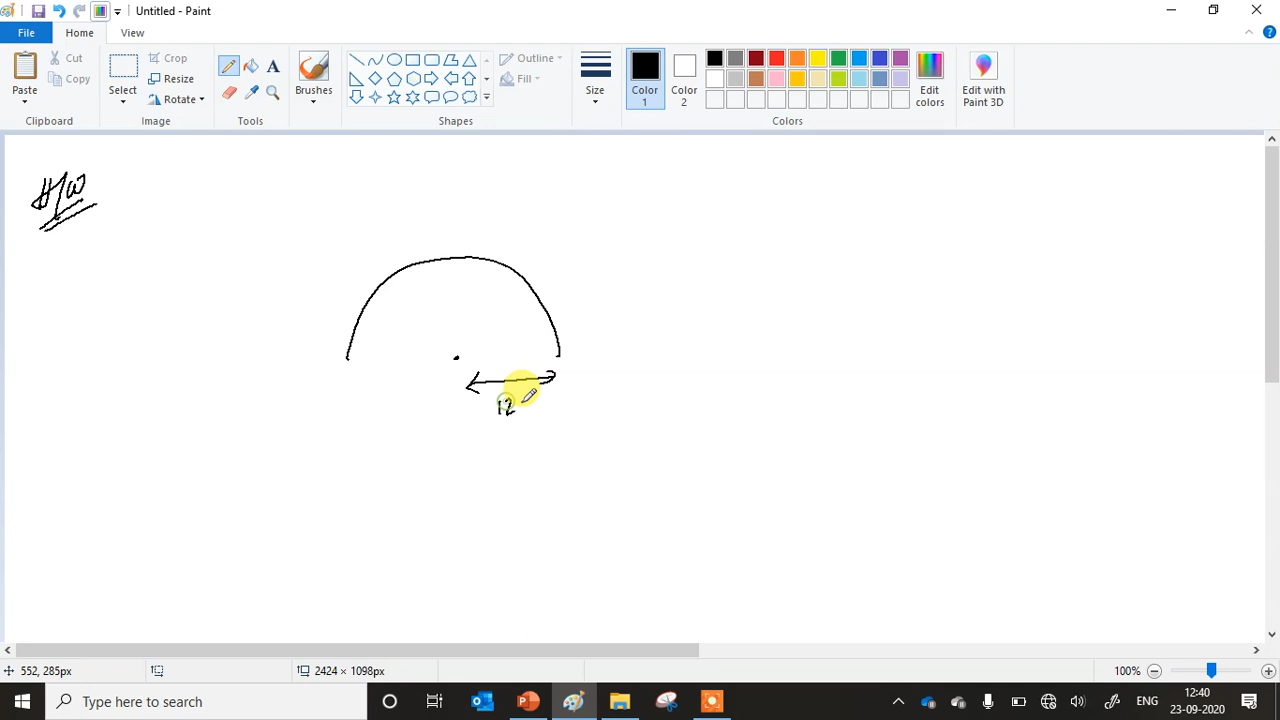 Untitled - Paint
File
Home
View
Paste
Cut
Copy
Clipboard
Select
Crop
Resize
Rotate
Image
Tools
Brushes
Shapes
Outline
Fill
Size
Color 1
Color 2
Colors
Edit colors
Edit with Paint 3D
H/W
12
552, 285px
2424 × 1098px
100%
Type here to search
ENG
12:40
23-09-2020